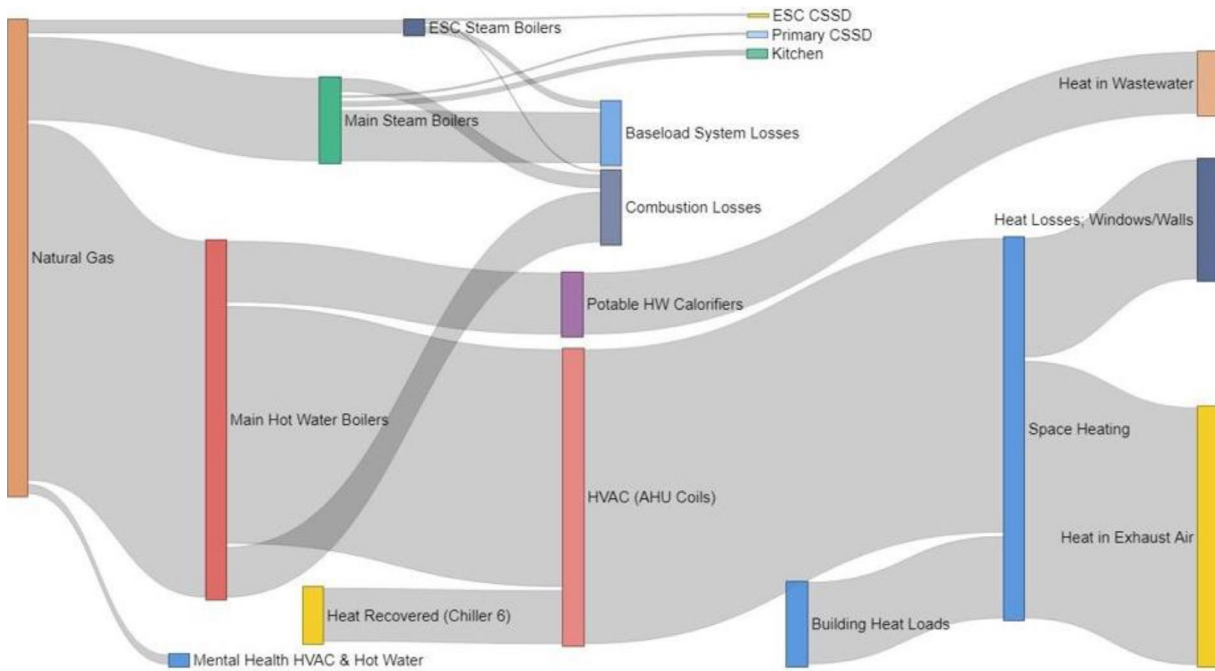 ESC CSSD
ESC Steam Boilers
Primary CSSD
Kitchen
Heat in Wastewater
Main Steam Boilers
Baseload System Losses
Combustion Losses
Heat Losses; Windows/Walls
Natural Gas
Potable HW Calorifiers
Main Hot Water Boilers
Space Heating
HVAC (AHU Coils)
Heat in Exhaust Air
Heat Recovered (Chiller 6)
Building Heat Loads
Mental Health HVAC & Hot Water